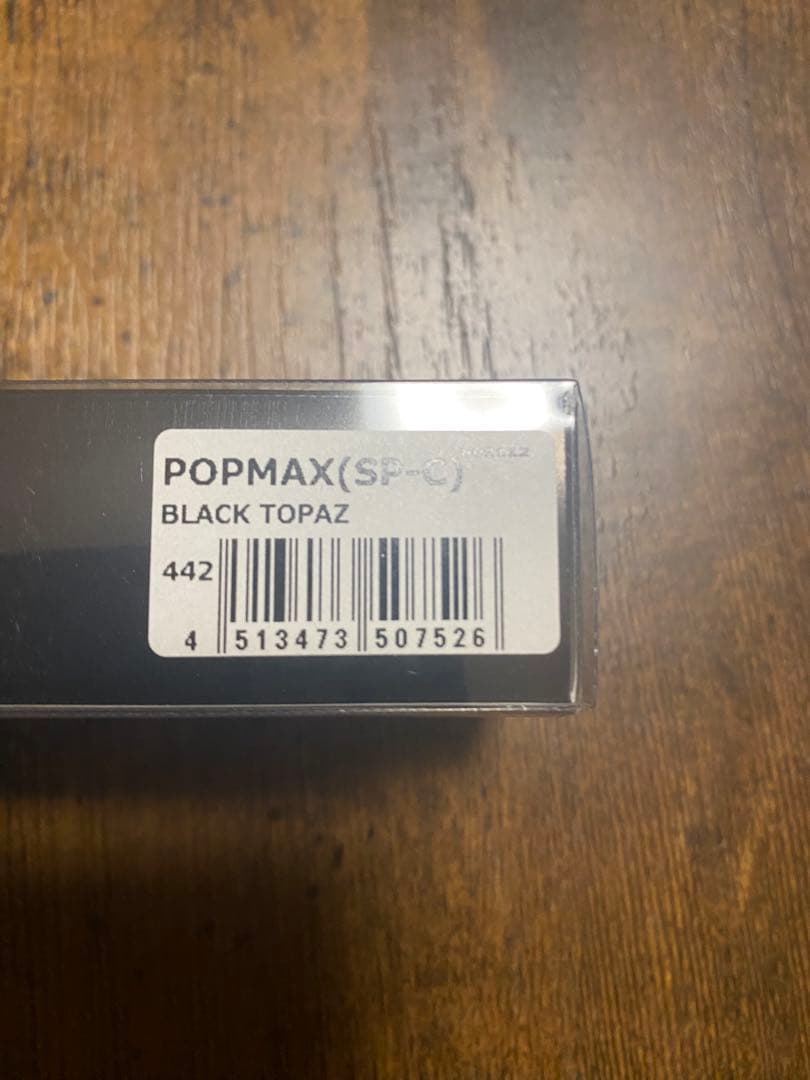 POPMAX(SP-C)
BLACK TOPAZ
442
4 513473 507526